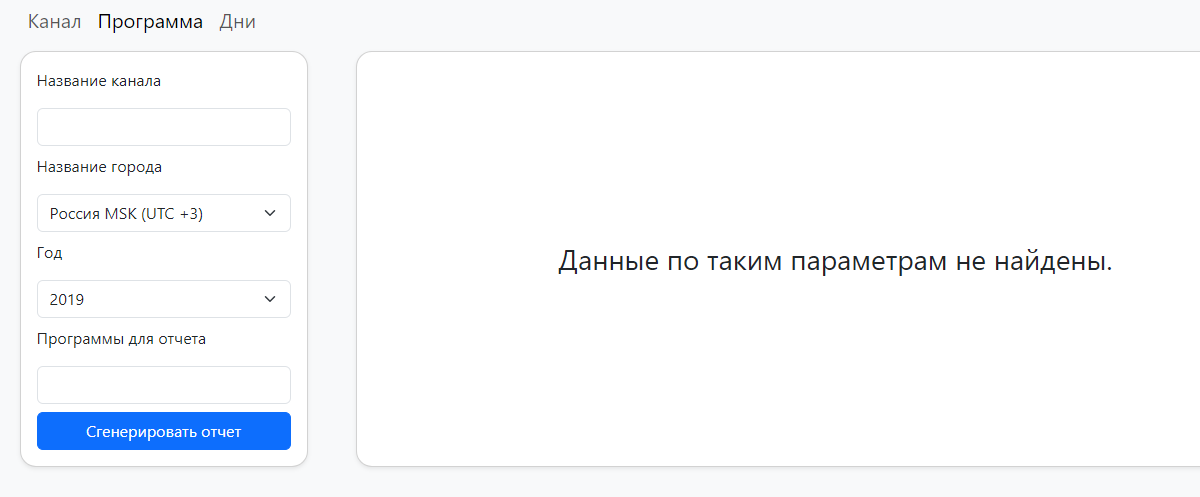 Канал Программа Дни
Название канала
Название города
Россия MSK (UTC +3)
Год
2019
Программы для отчета
Сгенерировать отчет
Данные по таким параметрам не найдены.